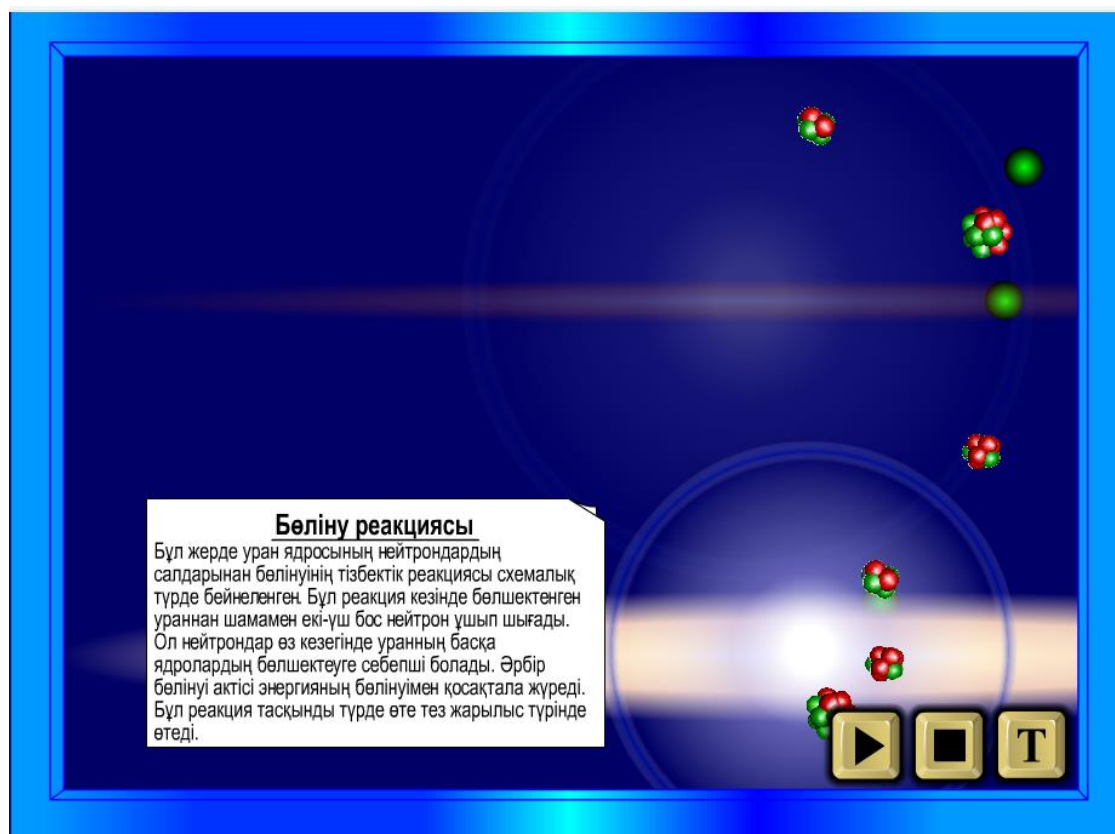 Бөліну реакциясы
Бұл жерде уран ядросының нейтрондардың
салдарынан бөлінуінің тізбектік реакциясы схемалық
түрде бейнеленген. Бұл реакция кезінде бөлшектенген
ураннан шамамен екі-үш бос нейтрон ұшып шығады.
Ол нейтрондар өз кезегінде уранның басқа
ядролардың бөлшектеуге себепші болады. Әрбір
бөлінуі актісі энергияның бөлінуімен қосақтала жүреді.
Бұл реакция тасқынды түрде өте тез жарылыс түрінде
өтеді.
T